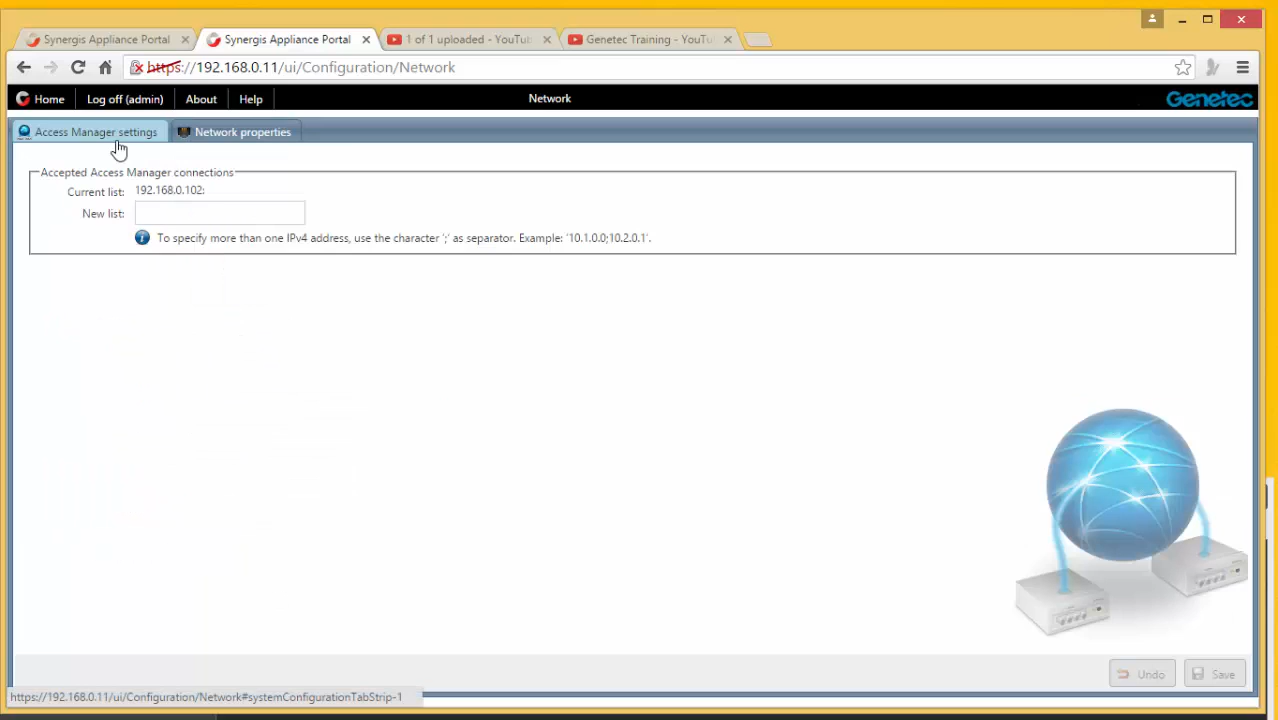 Synergis Appliance Portal
Synergis Appliance Portal
1 of 1 uploaded - YouTu
Genetec Training - YouTu
https://192.168.0.11/ui/Configuration/Network
Home
Log off (admin)
About
Help
Network
Genetec
Access Manager settings
Network properties
Accepted Access Manager connections
Current list: 192.168.0.102:
New list:
To specify more than one IPv4 address, use the character ';' as separator. Example: '10.1.0.0;10.2.0.1'.
Undo
Save
https://192.168.0.11/ui/Configuration/Network#systemConfigurationTabStrip-1